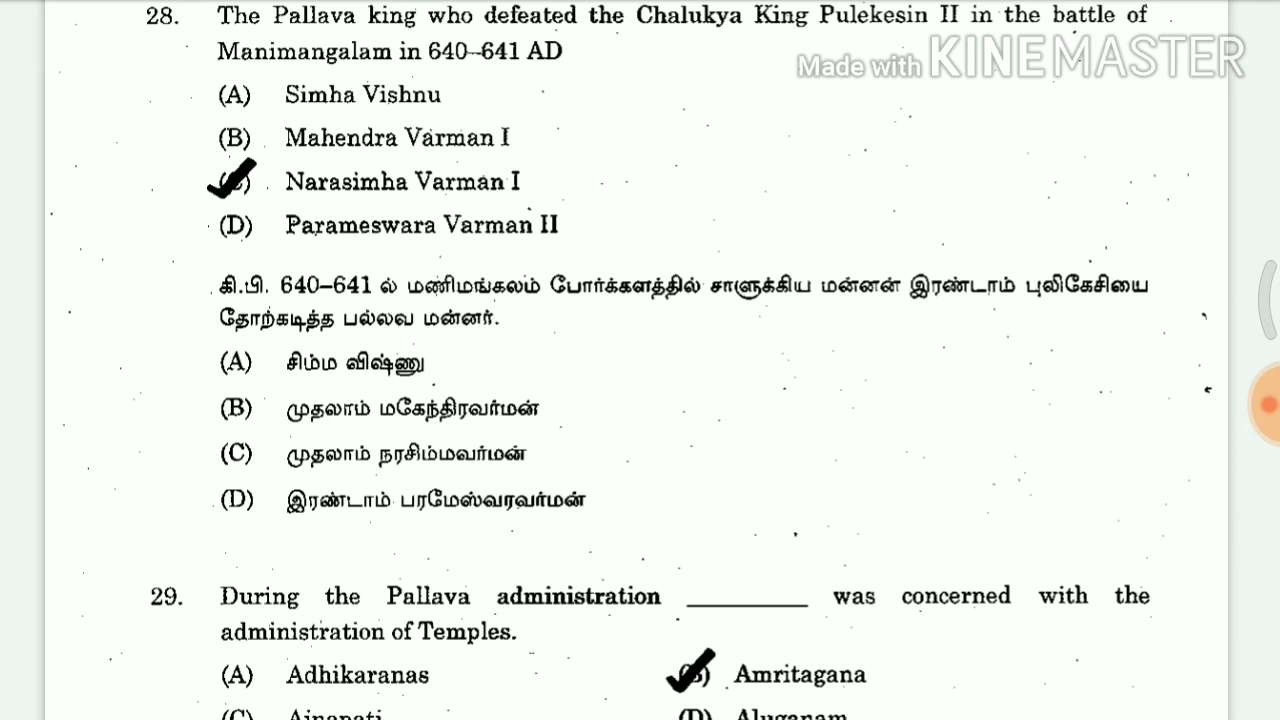 28. The Pallava king who defeated the Chalukya King Pulekesin II in the battle of
Manimangalam in 640–641 AD
Made with KINEMASTER
(A) Simha Vishnu
(B) Mahendra Varman I
(C) Narasimha Varman I
(D) Parameswara Varman II
கி.பி. 640–641 ல் மணிமங்கலம் போர்க்களத்தில் சாளுக்கிய மன்னன் இரண்டாம் புலிகேசியை
தோற்கடித்த பல்லவ மன்னர்.
(A) சிம்ம விஷ்ணு
(B) முதலாம் மகேந்திரவர்மன்
(C) முதலாம் நரசிம்மவர்மன்
(D) இரண்டாம் பரமேஸ்வரவர்மன்
29. During the Pallava administration ________ was concerned with the
administration of Temples.
(A) Adhikaranas (B) Amritagana
(C) (D) Aluganam